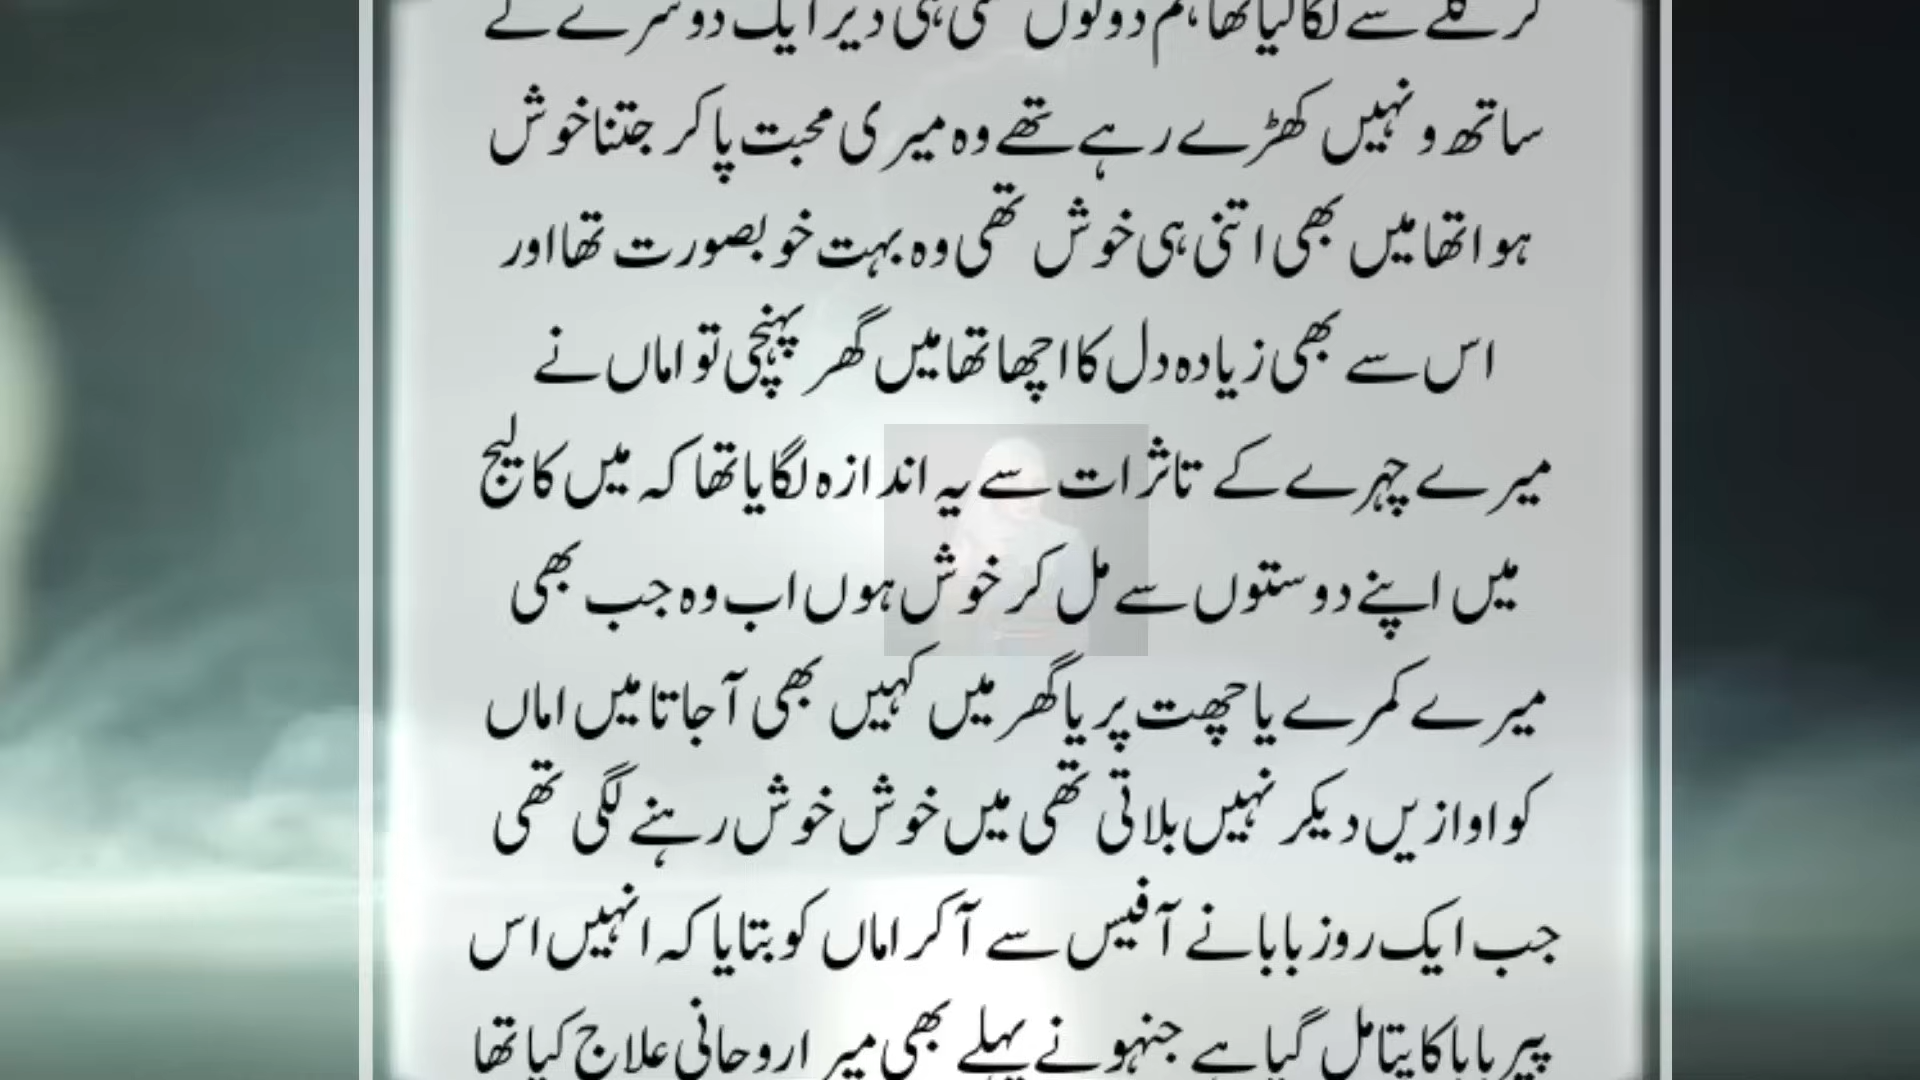 کر گلے سے لگا لیا تھا ہم دونوں کتنی ہی دیر ایک دوسرے کے
ساتھ ونہیں کھڑے رہے تھے وہ میری محبت پا کر جتنا خوش
ہوا تھا میں بھی اتنی ہی خوش تھی وہ بہت خوبصورت تھا اور
اس سے بھی زیادہ دل کا اچھا تھا میں گھر پہنچی تو اماں نے
میرے چہرے کے تاثرات سے یہ اندازہ لگایا تھا کہ میں کالیج
میں اپنے دوستوں سے مل کر خوش ہوں اب وہ جب بھی
میرے کمرے یا چھت پر یا گھر میں کہیں بھی آجاتا میں اماں
کو اوازیں دیکر نہیں بلاتی تھی میں خوش خوش رہنے لگی تھی
جب ایک روز بابا نے آفیس سے آکر اماں کو بتایا کہ انہیں اس
پیر بابا کا پتا مل گیا ہے جنہو نے پہلے بھی میرا روحانی علاج کیا تھا